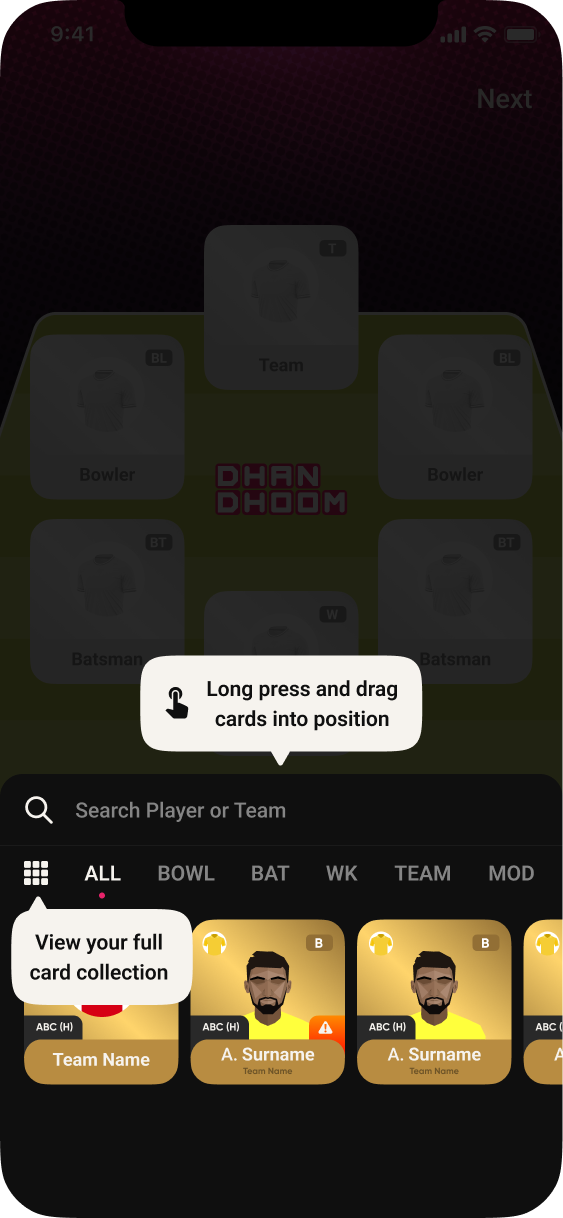 9:41
Next
T
Team
BL
BL
Bowler
Bowler
DHAN
DHOOM
BT
BT
W
Batsman
Batsman
Long press and drag
cards into position
Search Player or Team
ALL BOWL BAT WK TEAM MOD
View your full
card collection
B
B
ABC (H)
ABC (H)
ABC (H)
ABC (
Team Name
A. Surname
Team Name
A. Surname
Team Name
A